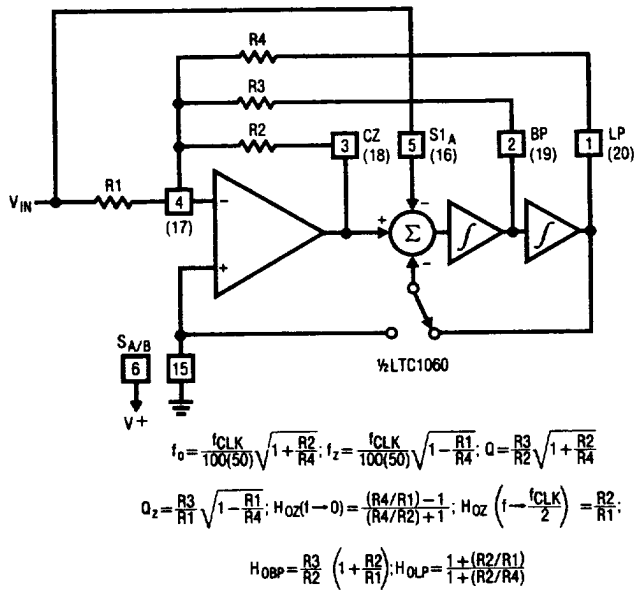 R4
R3
R2
3 CZ (18)
5 S1A (16)
2 BP (19)
1 LP (20)
R1
VIN
4
(17)
−
+
+
−
Σ
−
∫
∫
SA/B
6
V+
15
½LTC1060
f₀ = fCLK/100(50) √(1+R2/R4); fZ = fCLK/100(50) √(1−R1/R4); Q = R3/R2 √(1+R2/R4)
QZ = R3/R1 √(1−R1/R4); HOZ(f→0) = (R4/R1)−1/(R4/R2)+1; HOZ (f→fCLK/2) = R2/R1;
HOBP = R3/R2 (1+R2/R1); HOLP = 1+(R2/R1)/1+(R2/R4)